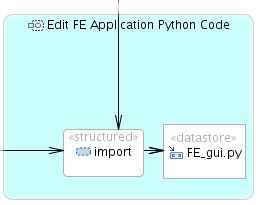 Edit FE Application Python Code
«structured»
import
«datastore»
FE_gui.py